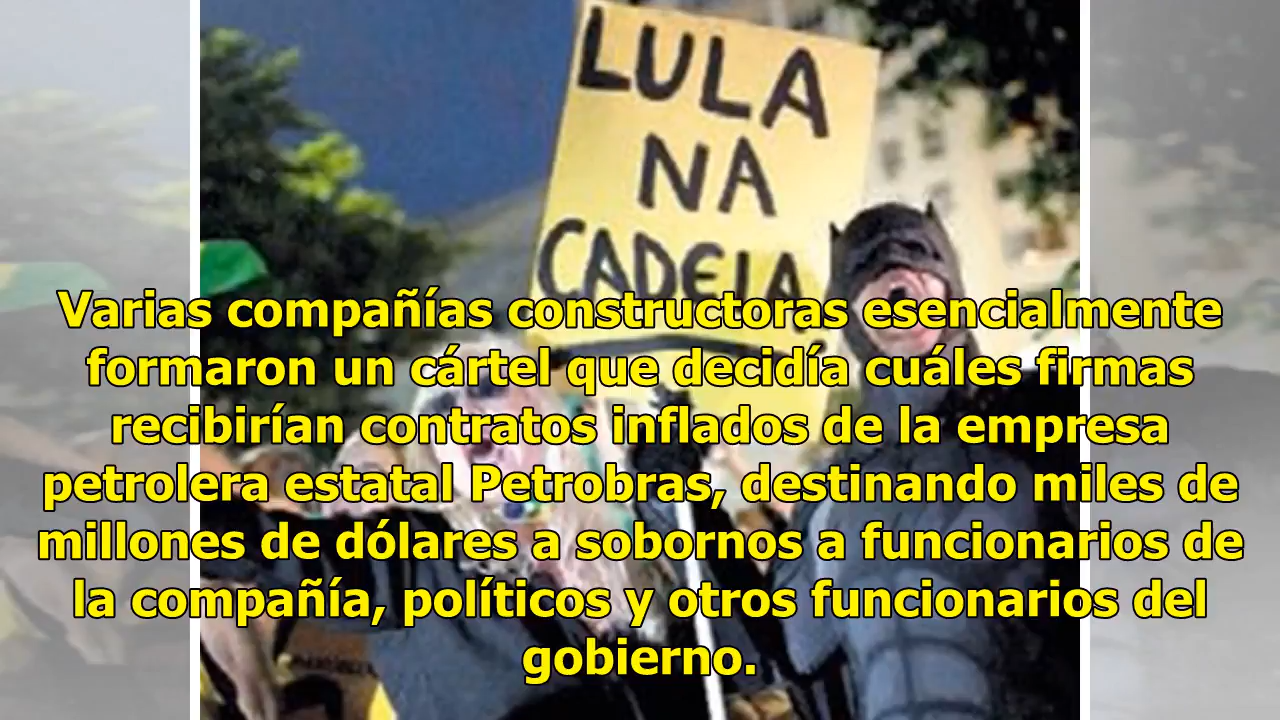 LULA
NA
CADEIA
Varias compañías constructoras esencialmente
formaron un cártel que decidía cuáles firmas
recibirían contratos inflados de la empresa
petrolera estatal Petrobras, destinando miles de
millones de dólares a sobornos a funcionarios de
la compañía, políticos y otros funcionarios del
gobierno.